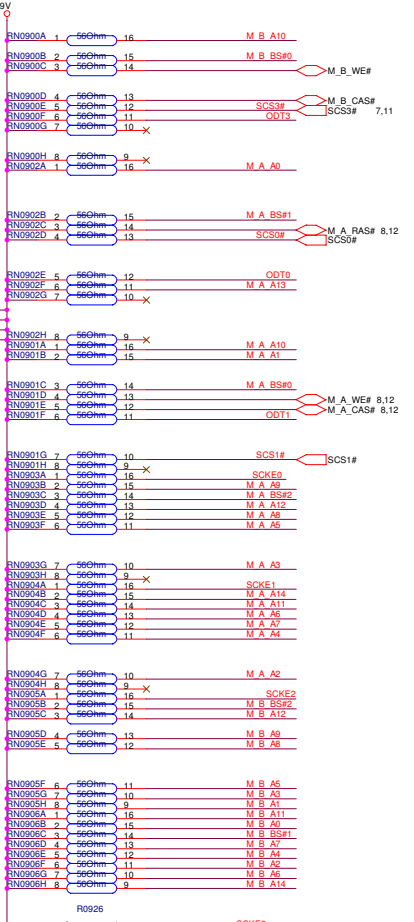 9V
RN0900A 1 56Ohm 16 M_B_A10
RN0900B 2 56Ohm 15 M_B_BS#0
RN0900C 3 56Ohm 14 M_B_WE#
RN0900D 4 56Ohm 13 M_B_CAS#
RN0900E 5 56Ohm 12 SCS3# SCS3# 7,11
RN0900F 6 56Ohm 11 ODT3
RN0900G 7 56Ohm 10
RN0900H 8 56Ohm 9
RN0902A 1 56Ohm 16 M_A_A0
RN0902B 2 56Ohm 15 M_A_BS#1
RN0902C 3 56Ohm 14 M_A_RAS# 8,12
RN0902D 4 56Ohm 13 SCS0# SCS0#
RN0902E 5 56Ohm 12 ODT0
RN0902F 6 56Ohm 11 M_A_A13
RN0902G 7 56Ohm 10
RN0902H 8 56Ohm 9
RN0901A 1 56Ohm 16 M_A_A10
RN0901B 2 56Ohm 15 M_A_A1
RN0901C 3 56Ohm 14 M_A_BS#0
RN0901D 4 56Ohm 13 M_A_WE# 8,12
RN0901E 5 56Ohm 12 M_A_CAS# 8,12
RN0901F 6 56Ohm 11 ODT1
RN0901G 7 56Ohm 10 SCS1# SCS1#
RN0901H 8 56Ohm 9
RN0903A 1 56Ohm 16 SCKE0
RN0903B 2 56Ohm 15 M_A_A9
RN0903C 3 56Ohm 14 M_A_BS#2
RN0903D 4 56Ohm 13 M_A_A12
RN0903E 5 56Ohm 12 M_A_A8
RN0903F 6 56Ohm 11 M_A_A5
RN0903G 7 56Ohm 10 M_A_A3
RN0903H 8 56Ohm 9
RN0904A 1 56Ohm 16 SCKE1
RN0904B 2 56Ohm 15 M_A_A14
RN0904C 3 56Ohm 14 M_A_A11
RN0904D 4 56Ohm 13 M_A_A6
RN0904E 5 56Ohm 12 M_A_A7
RN0904F 6 56Ohm 11 M_A_A4
RN0904G 7 56Ohm 10 M_A_A2
RN0904H 8 56Ohm 9
RN0905A 1 56Ohm 16 SCKE2
RN0905B 2 56Ohm 15 M_B_BS#2
RN0905C 3 56Ohm 14 M_B_A12
RN0905D 4 56Ohm 13 M_B_A9
RN0905E 5 56Ohm 12 M_B_A8
RN0905F 6 56Ohm 11 M_B_A5
RN0905G 7 56Ohm 10 M_B_A3
RN0905H 8 56Ohm 9 M_B_A1
RN0906A 1 56Ohm 16 M_B_A11
RN0906B 2 56Ohm 15 M_B_A0
RN0906C 3 56Ohm 14 M_B_BS#1
RN0906D 4 56Ohm 13 M_B_A7
RN0906E 5 56Ohm 12 M_B_A4
RN0906F 6 56Ohm 11 M_B_A2
RN0906G 7 56Ohm 10 M_B_A6
RN0906H 8 56Ohm 9 M_B_A14
R0926